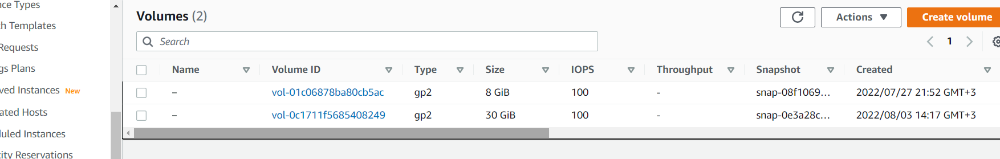 nce Types
ch Templates
Requests
gs Plans
ved Instances New
ated Hosts
duled Instances
ity Reservations
Volumes (2)
Actions
Create volume
Search
1
Name Volume ID Type Size IOPS Throughput Snapshot Created
– vol-01c06878ba80cb5ac gp2 8 GiB 100 - snap-08f1069... 2022/07/27 21:52 GMT+3
– vol-0c1711f5685408249 gp2 30 GiB 100 - snap-0e3a28c... 2022/08/03 14:17 GMT+3